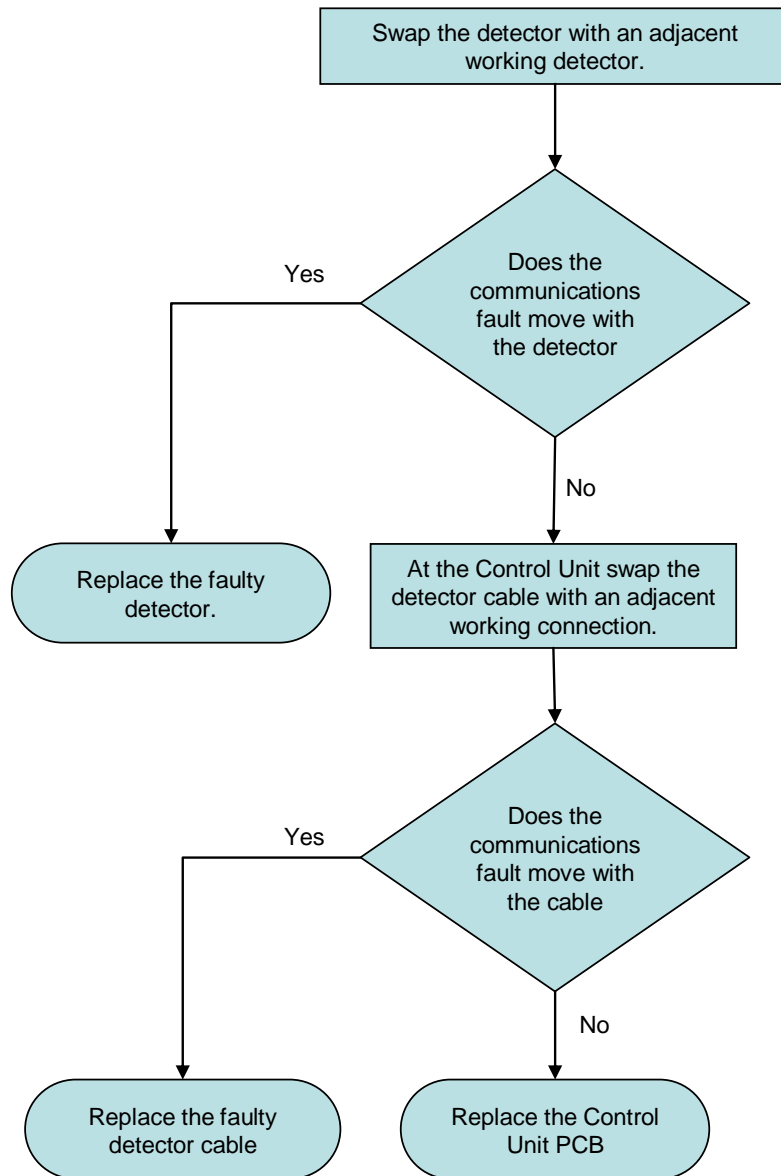 Swap the detector with an adjacent
working detector.
Does the
communications
fault move with
the detector
Yes
No
Replace the faulty
detector.
At the Control Unit swap the
detector cable with an adjacent
working connection.
Does the
communications
fault move with
the cable
Yes
No
Replace the faulty
detector cable
Replace the Control
Unit PCB